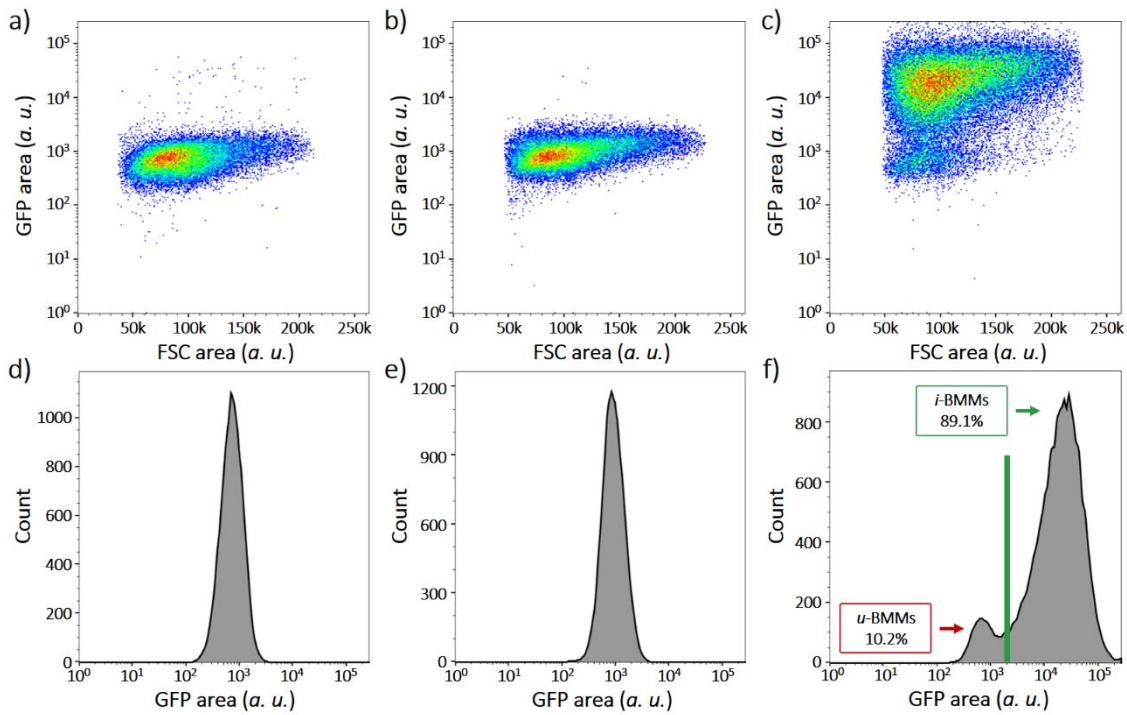 a)
GFP area (a. u.)
10⁵
10⁴
10³
10²
10¹
10⁰
0 50k 100k 150k 200k 250k
FSC area (a. u.)
b)
GFP area (a. u.)
10⁵
10⁴
10³
10²
10¹
10⁰
0 50k 100k 150k 200k 250k
FSC area (a. u.)
c)
GFP area (a. u.)
10⁵
10⁴
10³
10²
10¹
10⁰
0 50k 100k 150k 200k 250k
FSC area (a. u.)
d)
Count
1000
800
600
400
200
0
10⁰ 10¹ 10² 10³ 10⁴ 10⁵
GFP area (a. u.)
e)
Count
1200
900
600
300
0
10⁰ 10¹ 10² 10³ 10⁴ 10⁵
GFP area (a. u.)
f)
Count
800
600
400
200
0
i-BMMs
89.1%
u-BMMs
10.2%
10⁰ 10¹ 10² 10³ 10⁴ 10⁵
GFP area (a. u.)